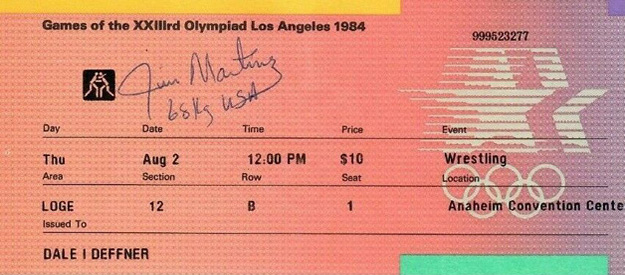 Games of the XXIIIrd Olympiad Los Angeles 1984
999523277
Jim Martinez
68Kg USA
Day Date Time Price Event
Thu Aug 2 12:00 PM $10 Wrestling
Area Section Row Seat Location
LOGE 12 B 1 Anaheim Convention Cente
Issued To
DALE I DEFFNER